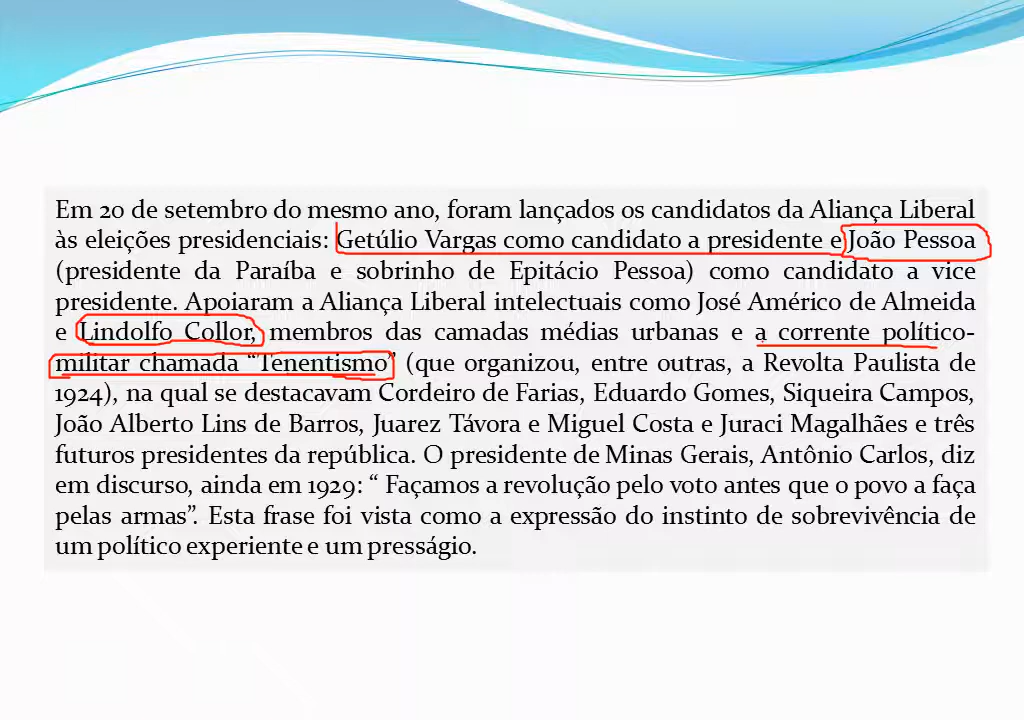 Em 20 de setembro do mesmo ano, foram lançados os candidatos da Aliança Liberal
às eleições presidenciais: Getúlio Vargas como candidato a presidente e João Pessoa
(presidente da Paraíba e sobrinho de Epitácio Pessoa) como candidato a vice
presidente. Apoiaram a Aliança Liberal intelectuais como José Américo de Almeida
e Lindolfo Collor, membros das camadas médias urbanas e a corrente político-
militar chamada “Tenentismo” (que organizou, entre outras, a Revolta Paulista de
1924), na qual se destacavam Cordeiro de Farias, Eduardo Gomes, Siqueira Campos,
João Alberto Lins de Barros, Juarez Távora e Miguel Costa e Juraci Magalhães e três
futuros presidentes da república. O presidente de Minas Gerais, Antônio Carlos, diz
em discurso, ainda em 1929: “ Façamos a revolução pelo voto antes que o povo a faça
pelas armas”. Esta frase foi vista como a expressão do instinto de sobrevivência de
um político experiente e um presságio.